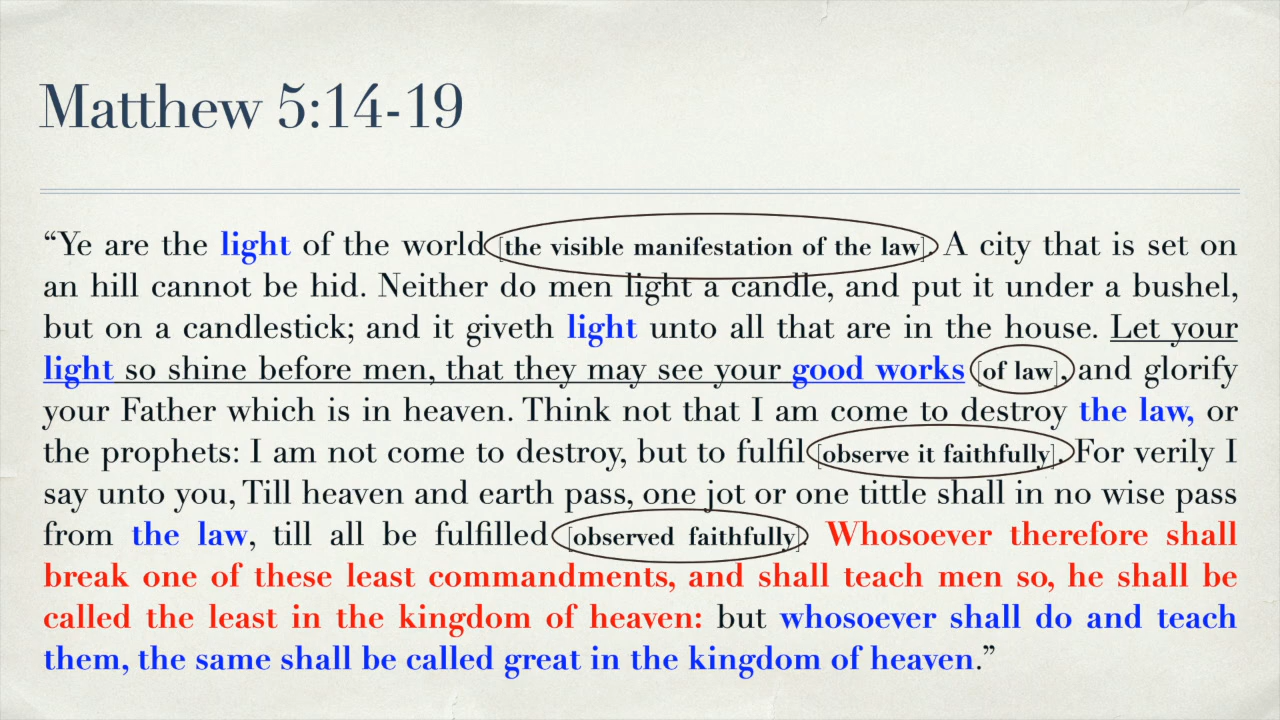 Matthew 5:14-19
“Ye are the light of the world [the visible manifestation of the law]. A city that is set on
an hill cannot be hid. Neither do men light a candle, and put it under a bushel,
but on a candlestick; and it giveth light unto all that are in the house. Let your
light so shine before men, that they may see your good works [of law], and glorify
your Father which is in heaven. Think not that I am come to destroy the law, or
the prophets: I am not come to destroy, but to fulfil [observe it faithfully]. For verily I
say unto you, Till heaven and earth pass, one jot or one tittle shall in no wise pass
from the law, till all be fulfilled [observed faithfully]. Whosoever therefore shall
break one of these least commandments, and shall teach men so, he shall be
called the least in the kingdom of heaven: but whosoever shall do and teach
them, the same shall be called great in the kingdom of heaven.”